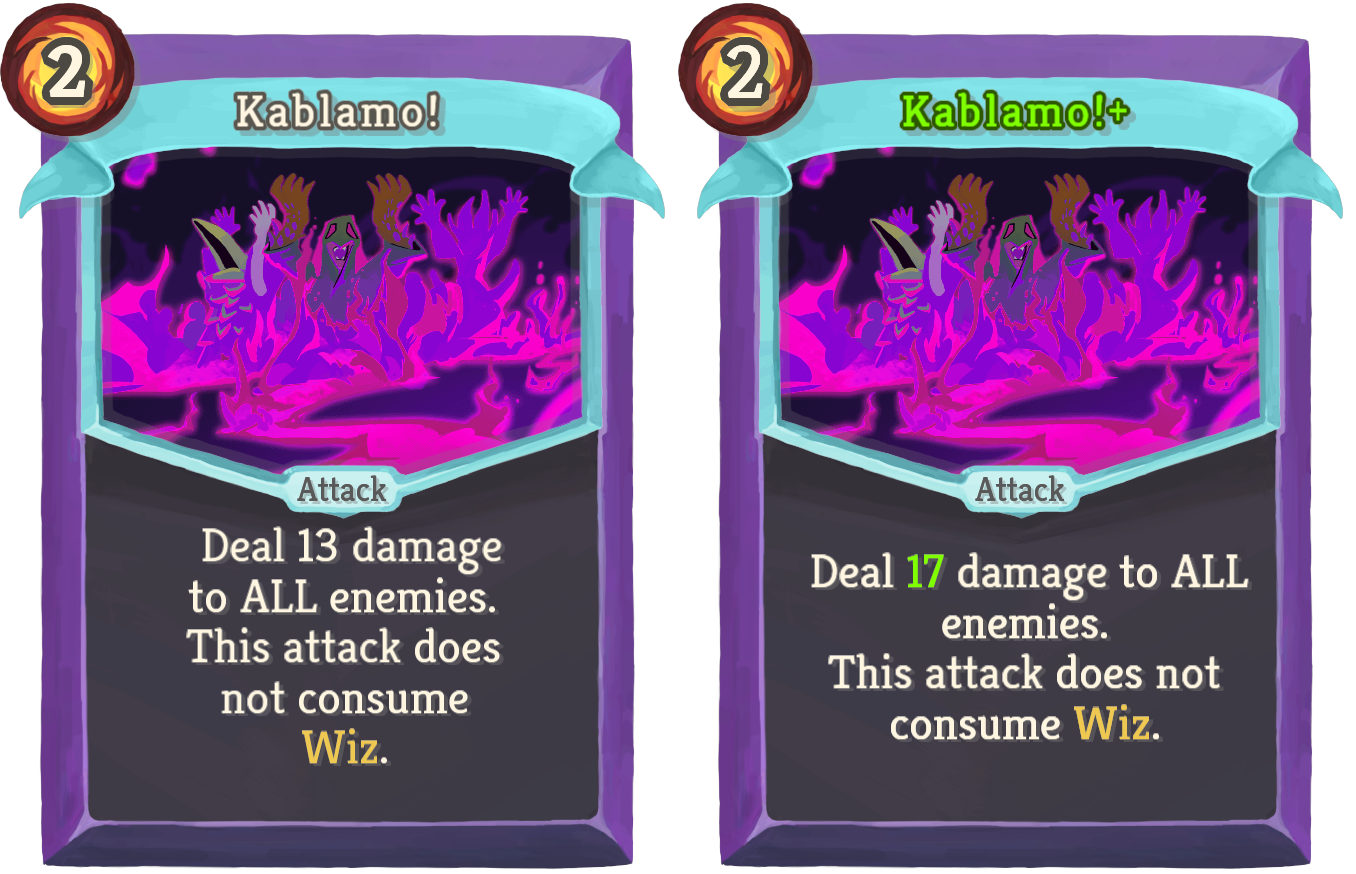 2
Kablamo!
Attack
Deal 13 damage
to ALL enemies.
This attack does
not consume
Wiz.
2
Kablamo!+
Attack
Deal 17 damage to ALL
enemies.
This attack does not
consume Wiz.